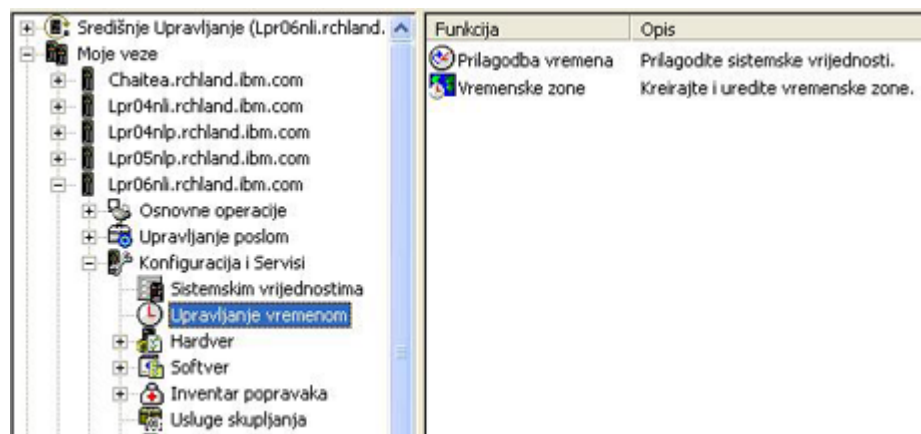 Središnje Upravljanje (Lpr06nli.rchland.
Moje veze
Chaitea.rchland.ibm.com
Lpr04nli.rchland.ibm.com
Lpr04nlp.rchland.ibm.com
Lpr05nlp.rchland.ibm.com
Lpr06nli.rchland.ibm.com
Osnovne operacije
Upravljanje poslom
Konfiguracija i Servisi
Sistemskim vrijednostima
Upravljanje vremenom
Hardver
Softver
Inventar popravaka
Usluge skupljanja
Funkcija Opis
Prilagodba vremena Prilagodite sistemske vrijednosti.
Vremenske zone Kreirajte i uredite vremenske zone.